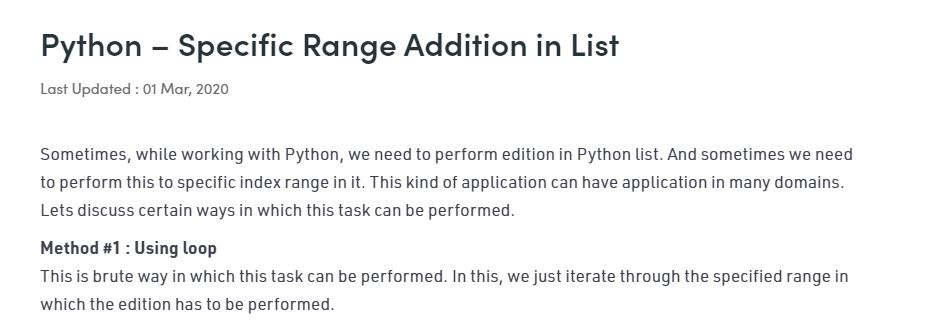 Python – Specific Range Addition in List
Last Updated : 01 Mar, 2020
Sometimes, while working with Python, we need to perform edition in Python list. And sometimes we need
to perform this to specific index range in it. This kind of application can have application in many domains.
Lets discuss certain ways in which this task can be performed.
Method #1 : Using loop
This is brute way in which this task can be performed. In this, we just iterate through the specified range in
which the edition has to be performed.